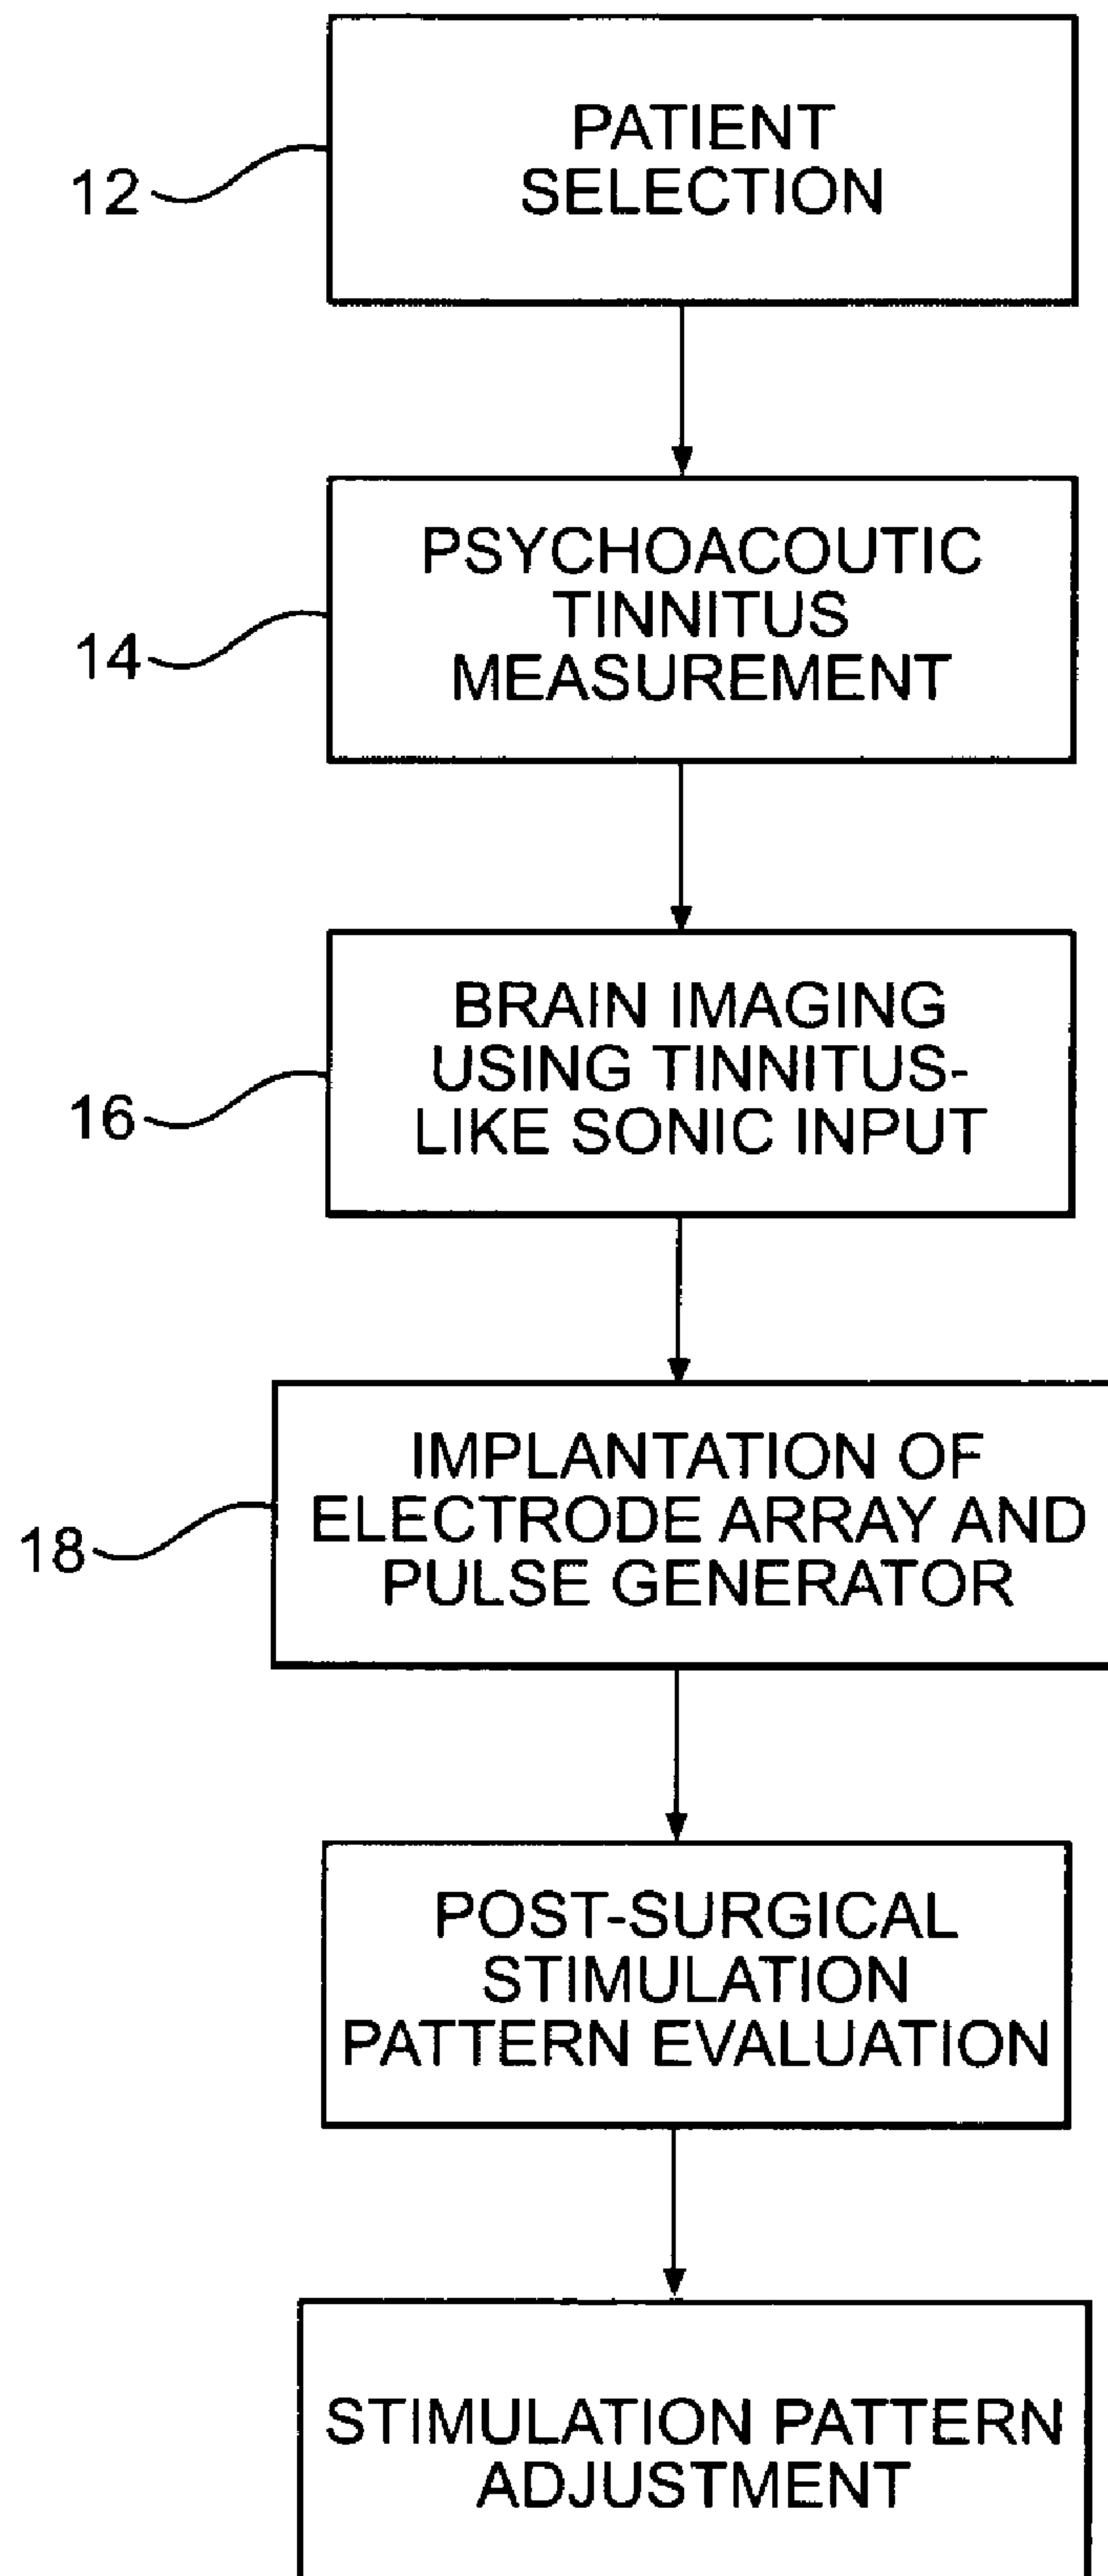 PATIENT
SELECTION
12
PSYCHOACOUTIC
TINNITUS
MEASUREMENT
14
BRAIN IMAGING
USING TINNITUS-
LIKE SONIC INPUT
16
IMPLANTATION OF
ELECTRODE ARRAY AND
PULSE GENERATOR
18
POST-SURGICAL
STIMULATION
PATTERN EVALUATION
STIMULATION PATTERN
ADJUSTMENT